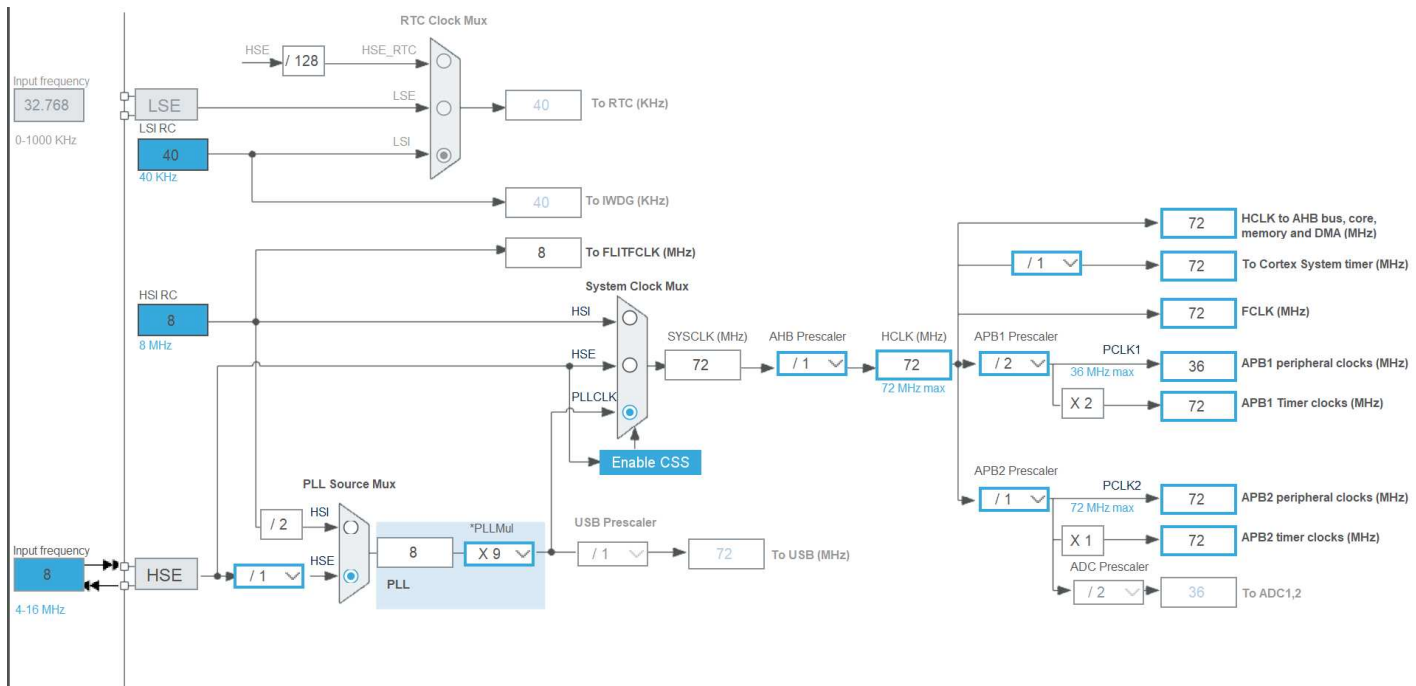 RTC Clock Mux
HSE
/ 128
HSE_RTC
Input frequency
32.768
0-1000 KHz
LSE
LSE
40
To RTC (KHz)
LSI RC
40
40 KHz
LSI
40
To IWDG (KHz)
8
To FLITFCLK (MHz)
HSI RC
8
8 MHz
System Clock Mux
HSI
HSE
PLLCLK
SYSCLK (MHz)
72
AHB Prescaler
/ 1
HCLK (MHz)
72
72 MHz max
Enable CSS
72
HCLK to AHB bus, core,
memory and DMA (MHz)
/ 1
72
To Cortex System timer (MHz)
72
FCLK (MHz)
APB1 Prescaler
/ 2
PCLK1
36 MHz max
36
APB1 peripheral clocks (MHz)
X 2
72
APB1 Timer clocks (MHz)
APB2 Prescaler
/ 1
PCLK2
72 MHz max
72
APB2 peripheral clocks (MHz)
X 1
72
APB2 timer clocks (MHz)
ADC Prescaler
/ 2
36
To ADC1,2
PLL Source Mux
/ 2
HSI
HSE
Input frequency
8
4-16 MHz
HSE
/ 1
8
PLL
*PLLMul
X 9
USB Prescaler
/ 1
72
To USB (MHz)